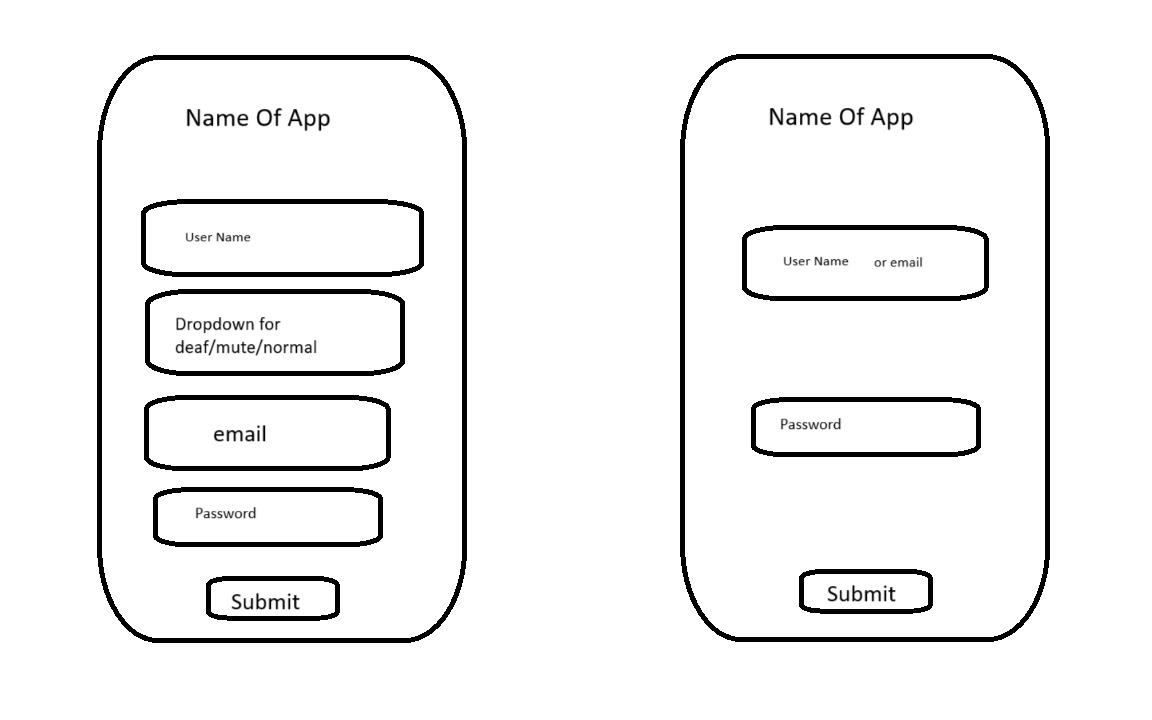 Name Of App
User Name
Dropdown for
deaf/mute/normal
email
Password
Submit
Name Of App
User Name or email
Password
Submit